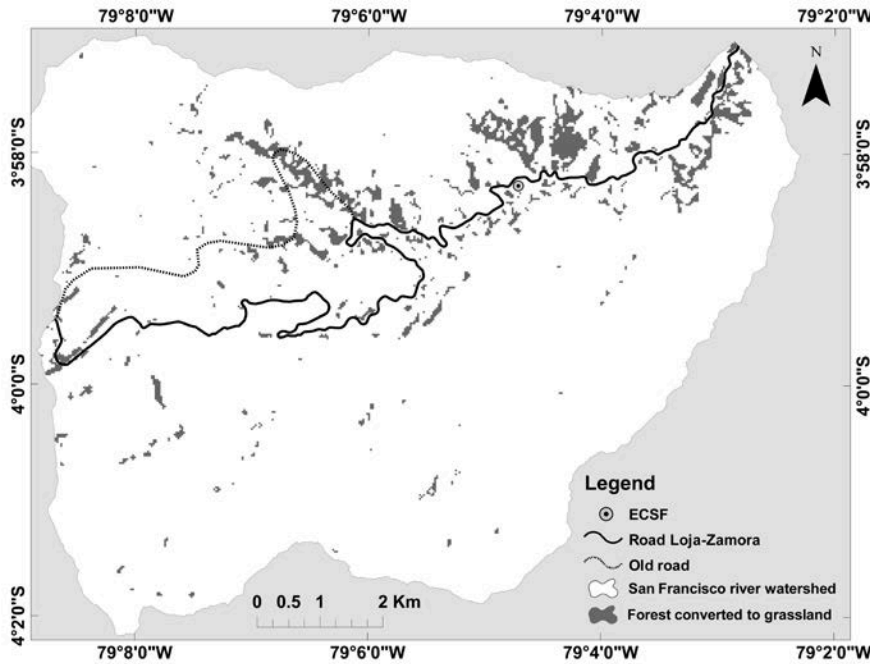 79°8'0"W 79°6'0"W 79°4'0"W 79°2'0"W
N
3°58'0"S 3°58'0"S
4°0'0"S 4°0'0"S
Legend
ECSF
Road Loja-Zamora
Old road
San Francisco river watershed
Forest converted to grassland
0 0.5 1 2 Km
4°2'0"S 4°2'0"S
79°8'0"W 79°6'0"W 79°4'0"W 79°2'0"W